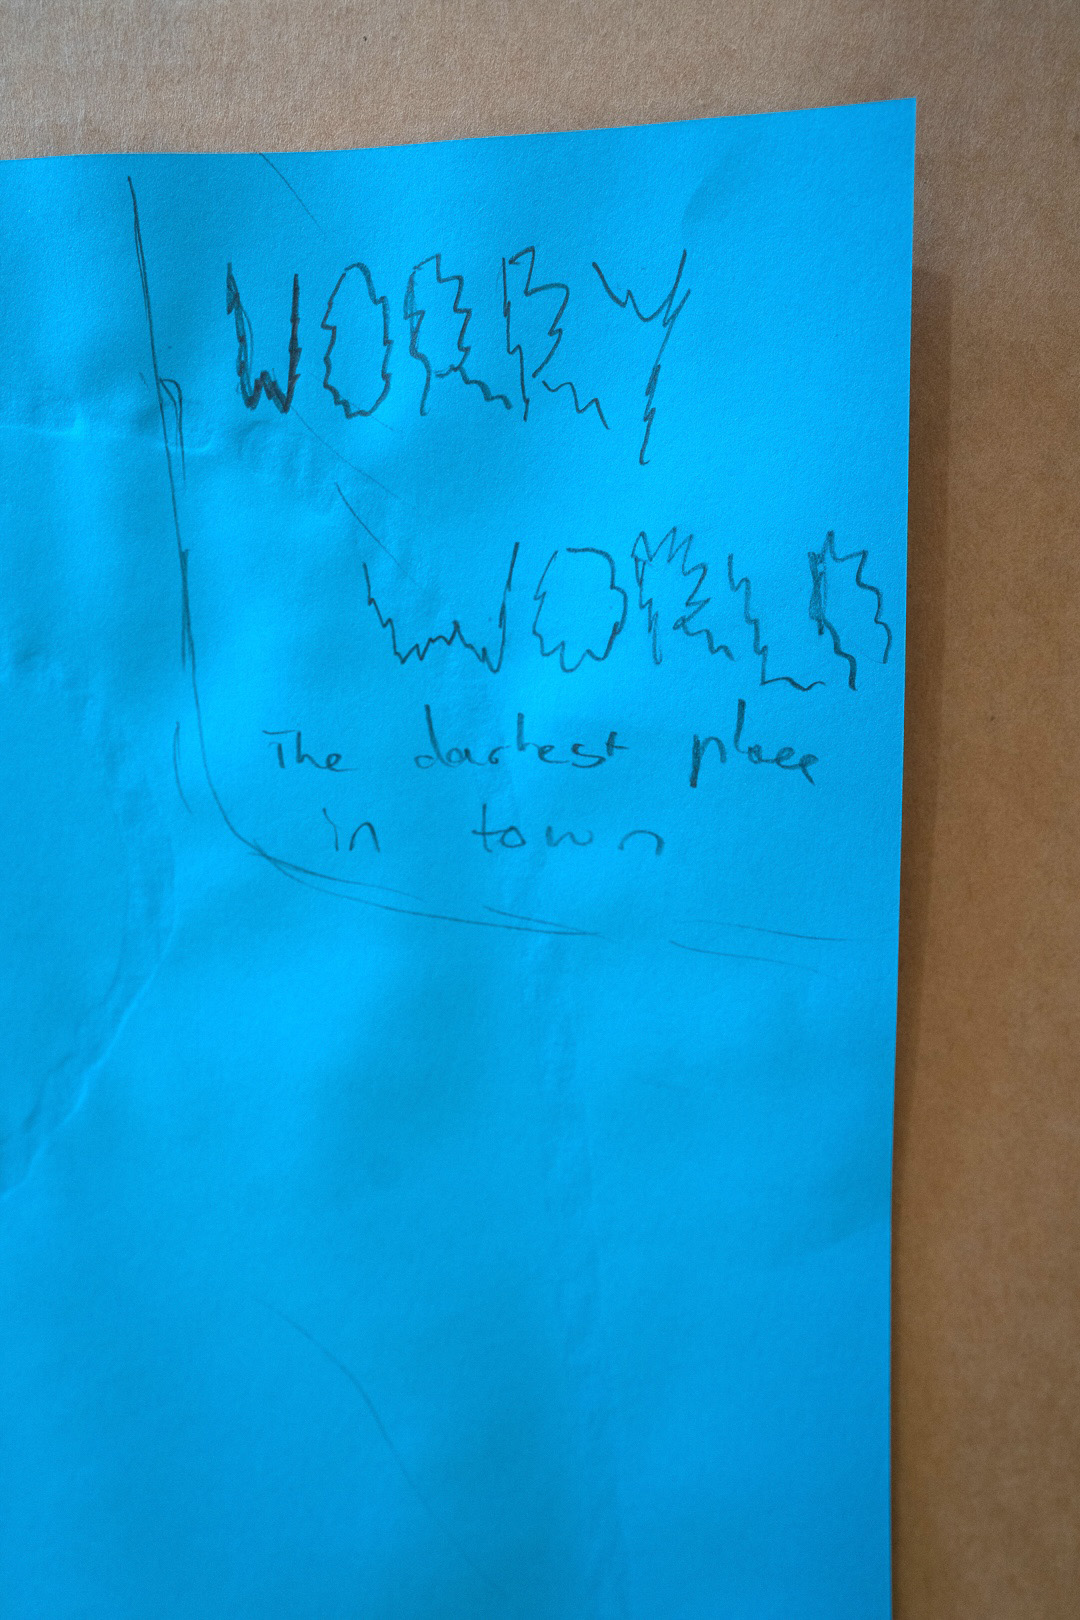 WORRY
WORLD
The darkest place
in town